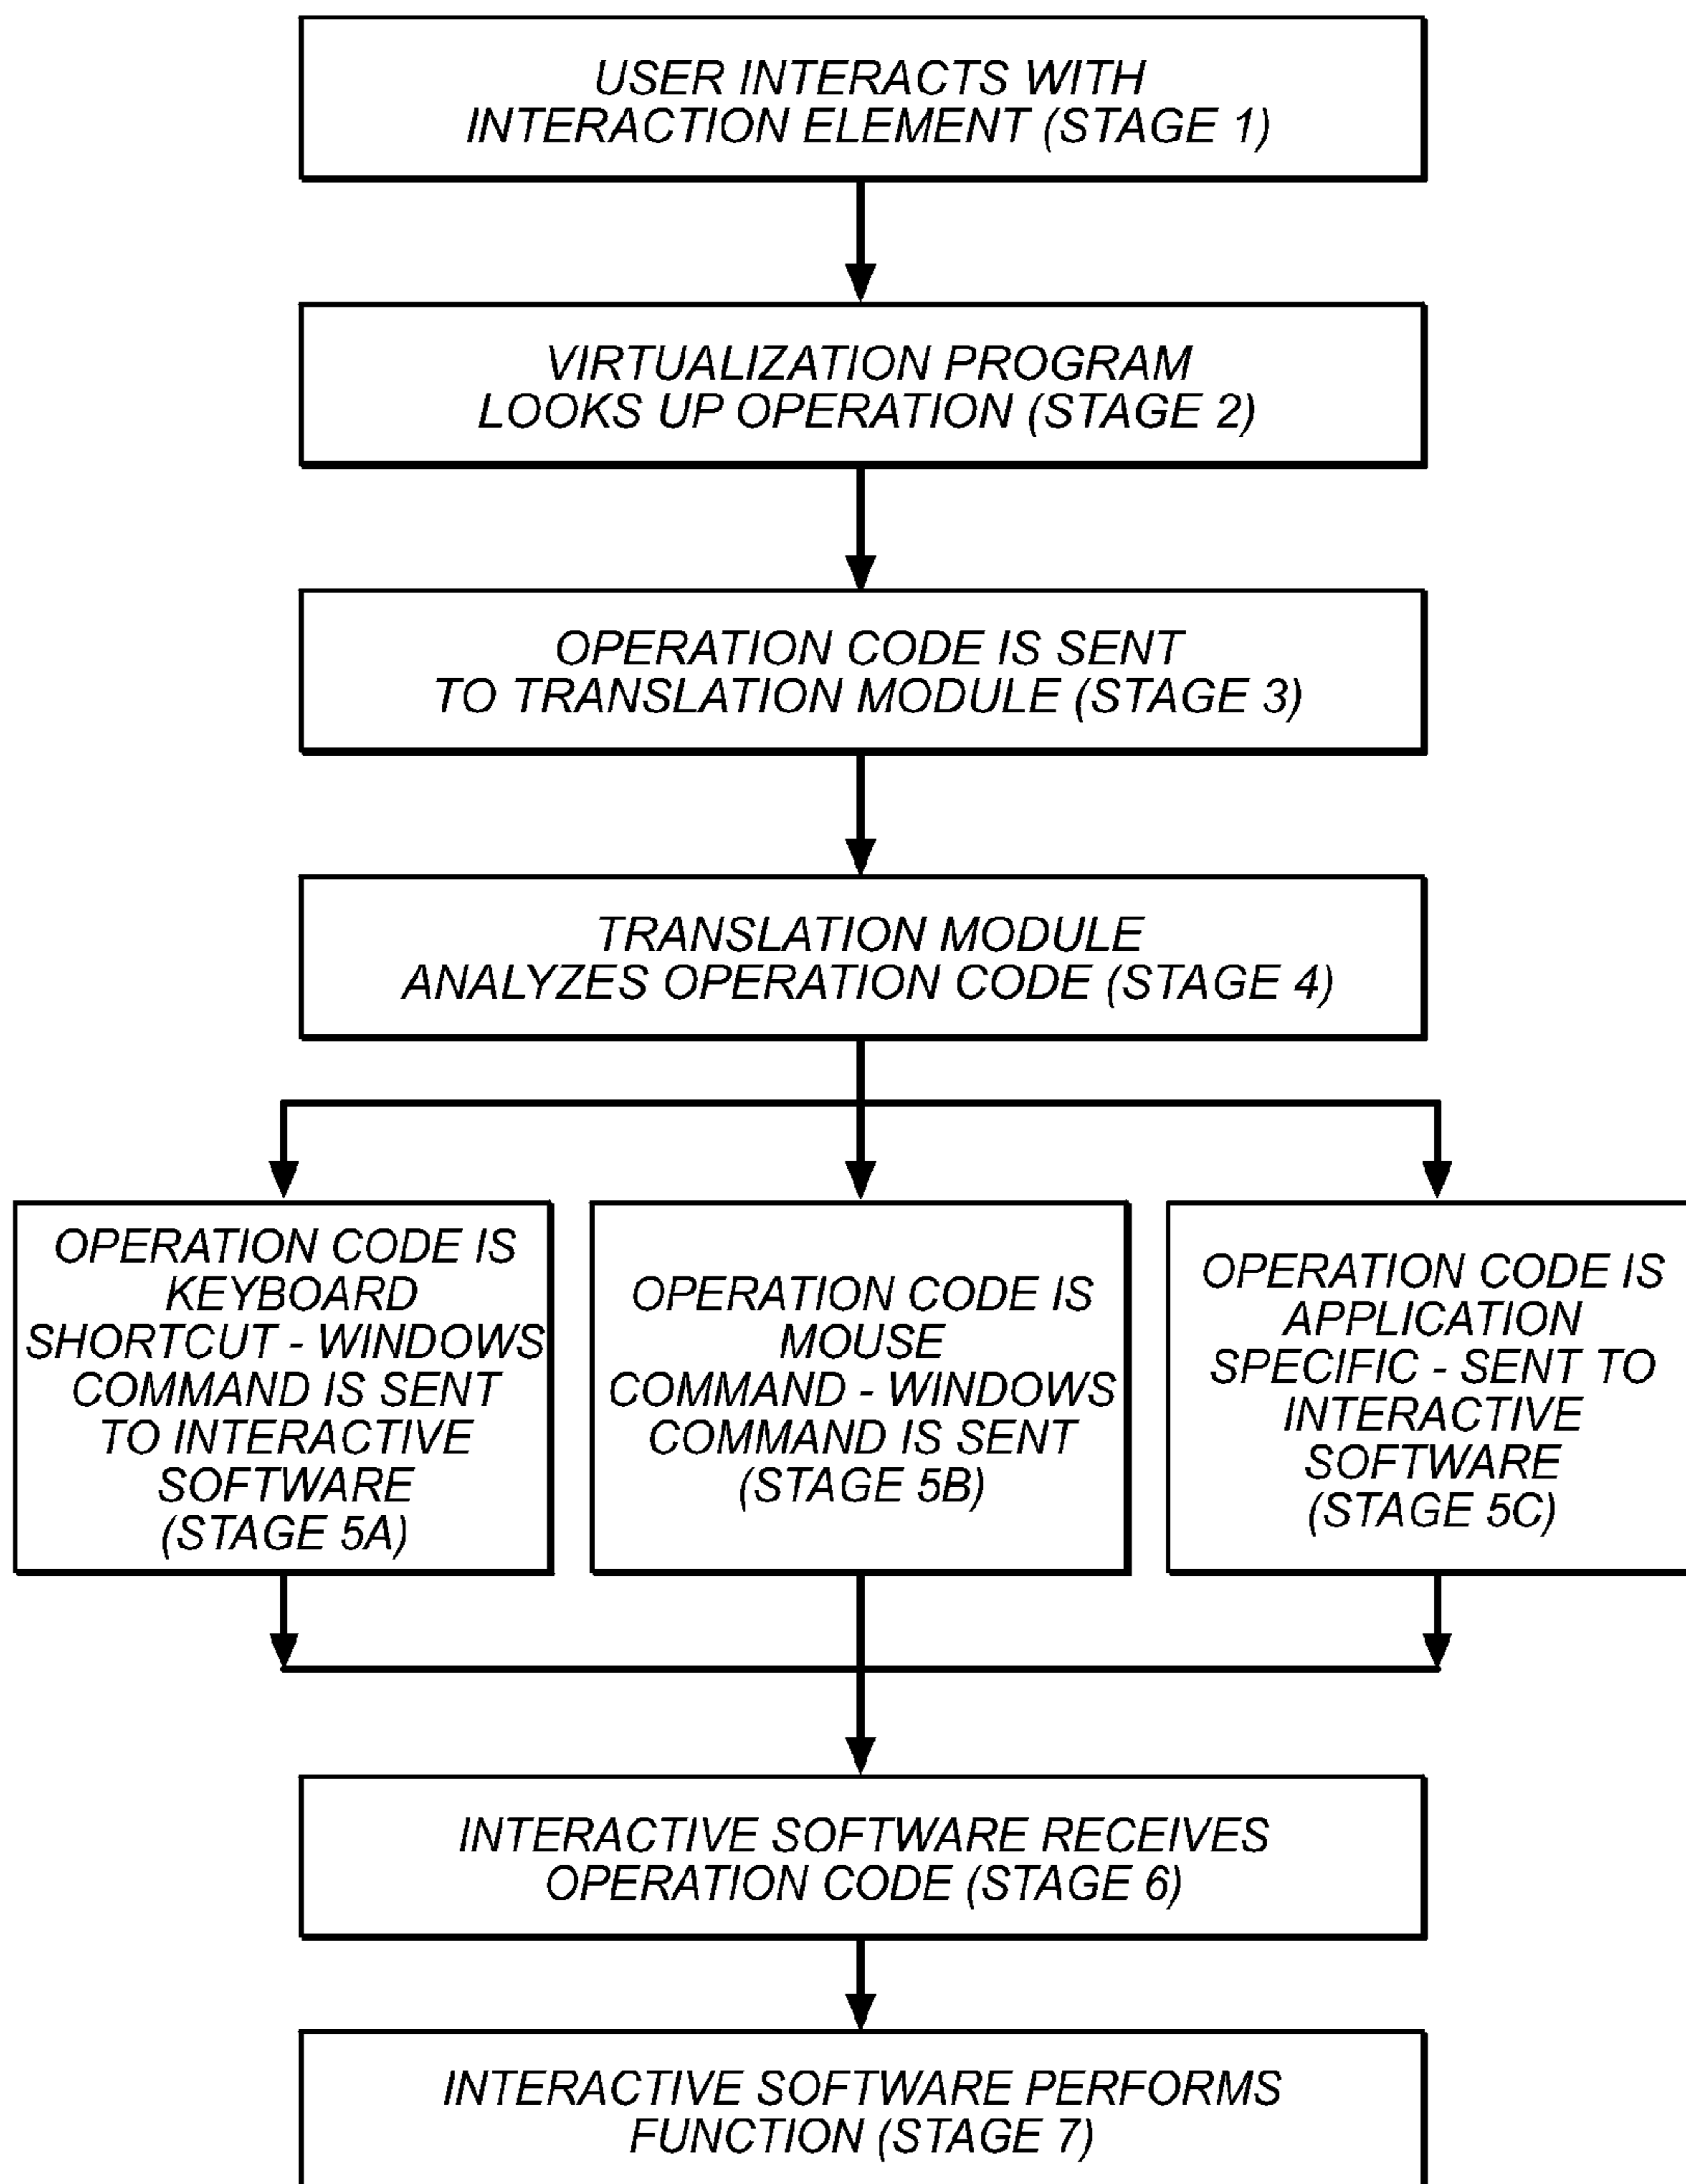 USER INTERACTS WITH
INTERACTION ELEMENT (STAGE 1)
VIRTUALIZATION PROGRAM
LOOKS UP OPERATION (STAGE 2)
OPERATION CODE IS SENT
TO TRANSLATION MODULE (STAGE 3)
TRANSLATION MODULE
ANALYZES OPERATION CODE (STAGE 4)
OPERATION CODE IS
KEYBOARD
SHORTCUT - WINDOWS
COMMAND IS SENT
TO INTERACTIVE
SOFTWARE
(STAGE 5A)
OPERATION CODE IS
MOUSE
COMMAND - WINDOWS
COMMAND IS SENT
(STAGE 5B)
OPERATION CODE IS
APPLICATION
SPECIFIC - SENT TO
INTERACTIVE
SOFTWARE
(STAGE 5C)
INTERACTIVE SOFTWARE RECEIVES
OPERATION CODE (STAGE 6)
INTERACTIVE SOFTWARE PERFORMS
FUNCTION (STAGE 7)